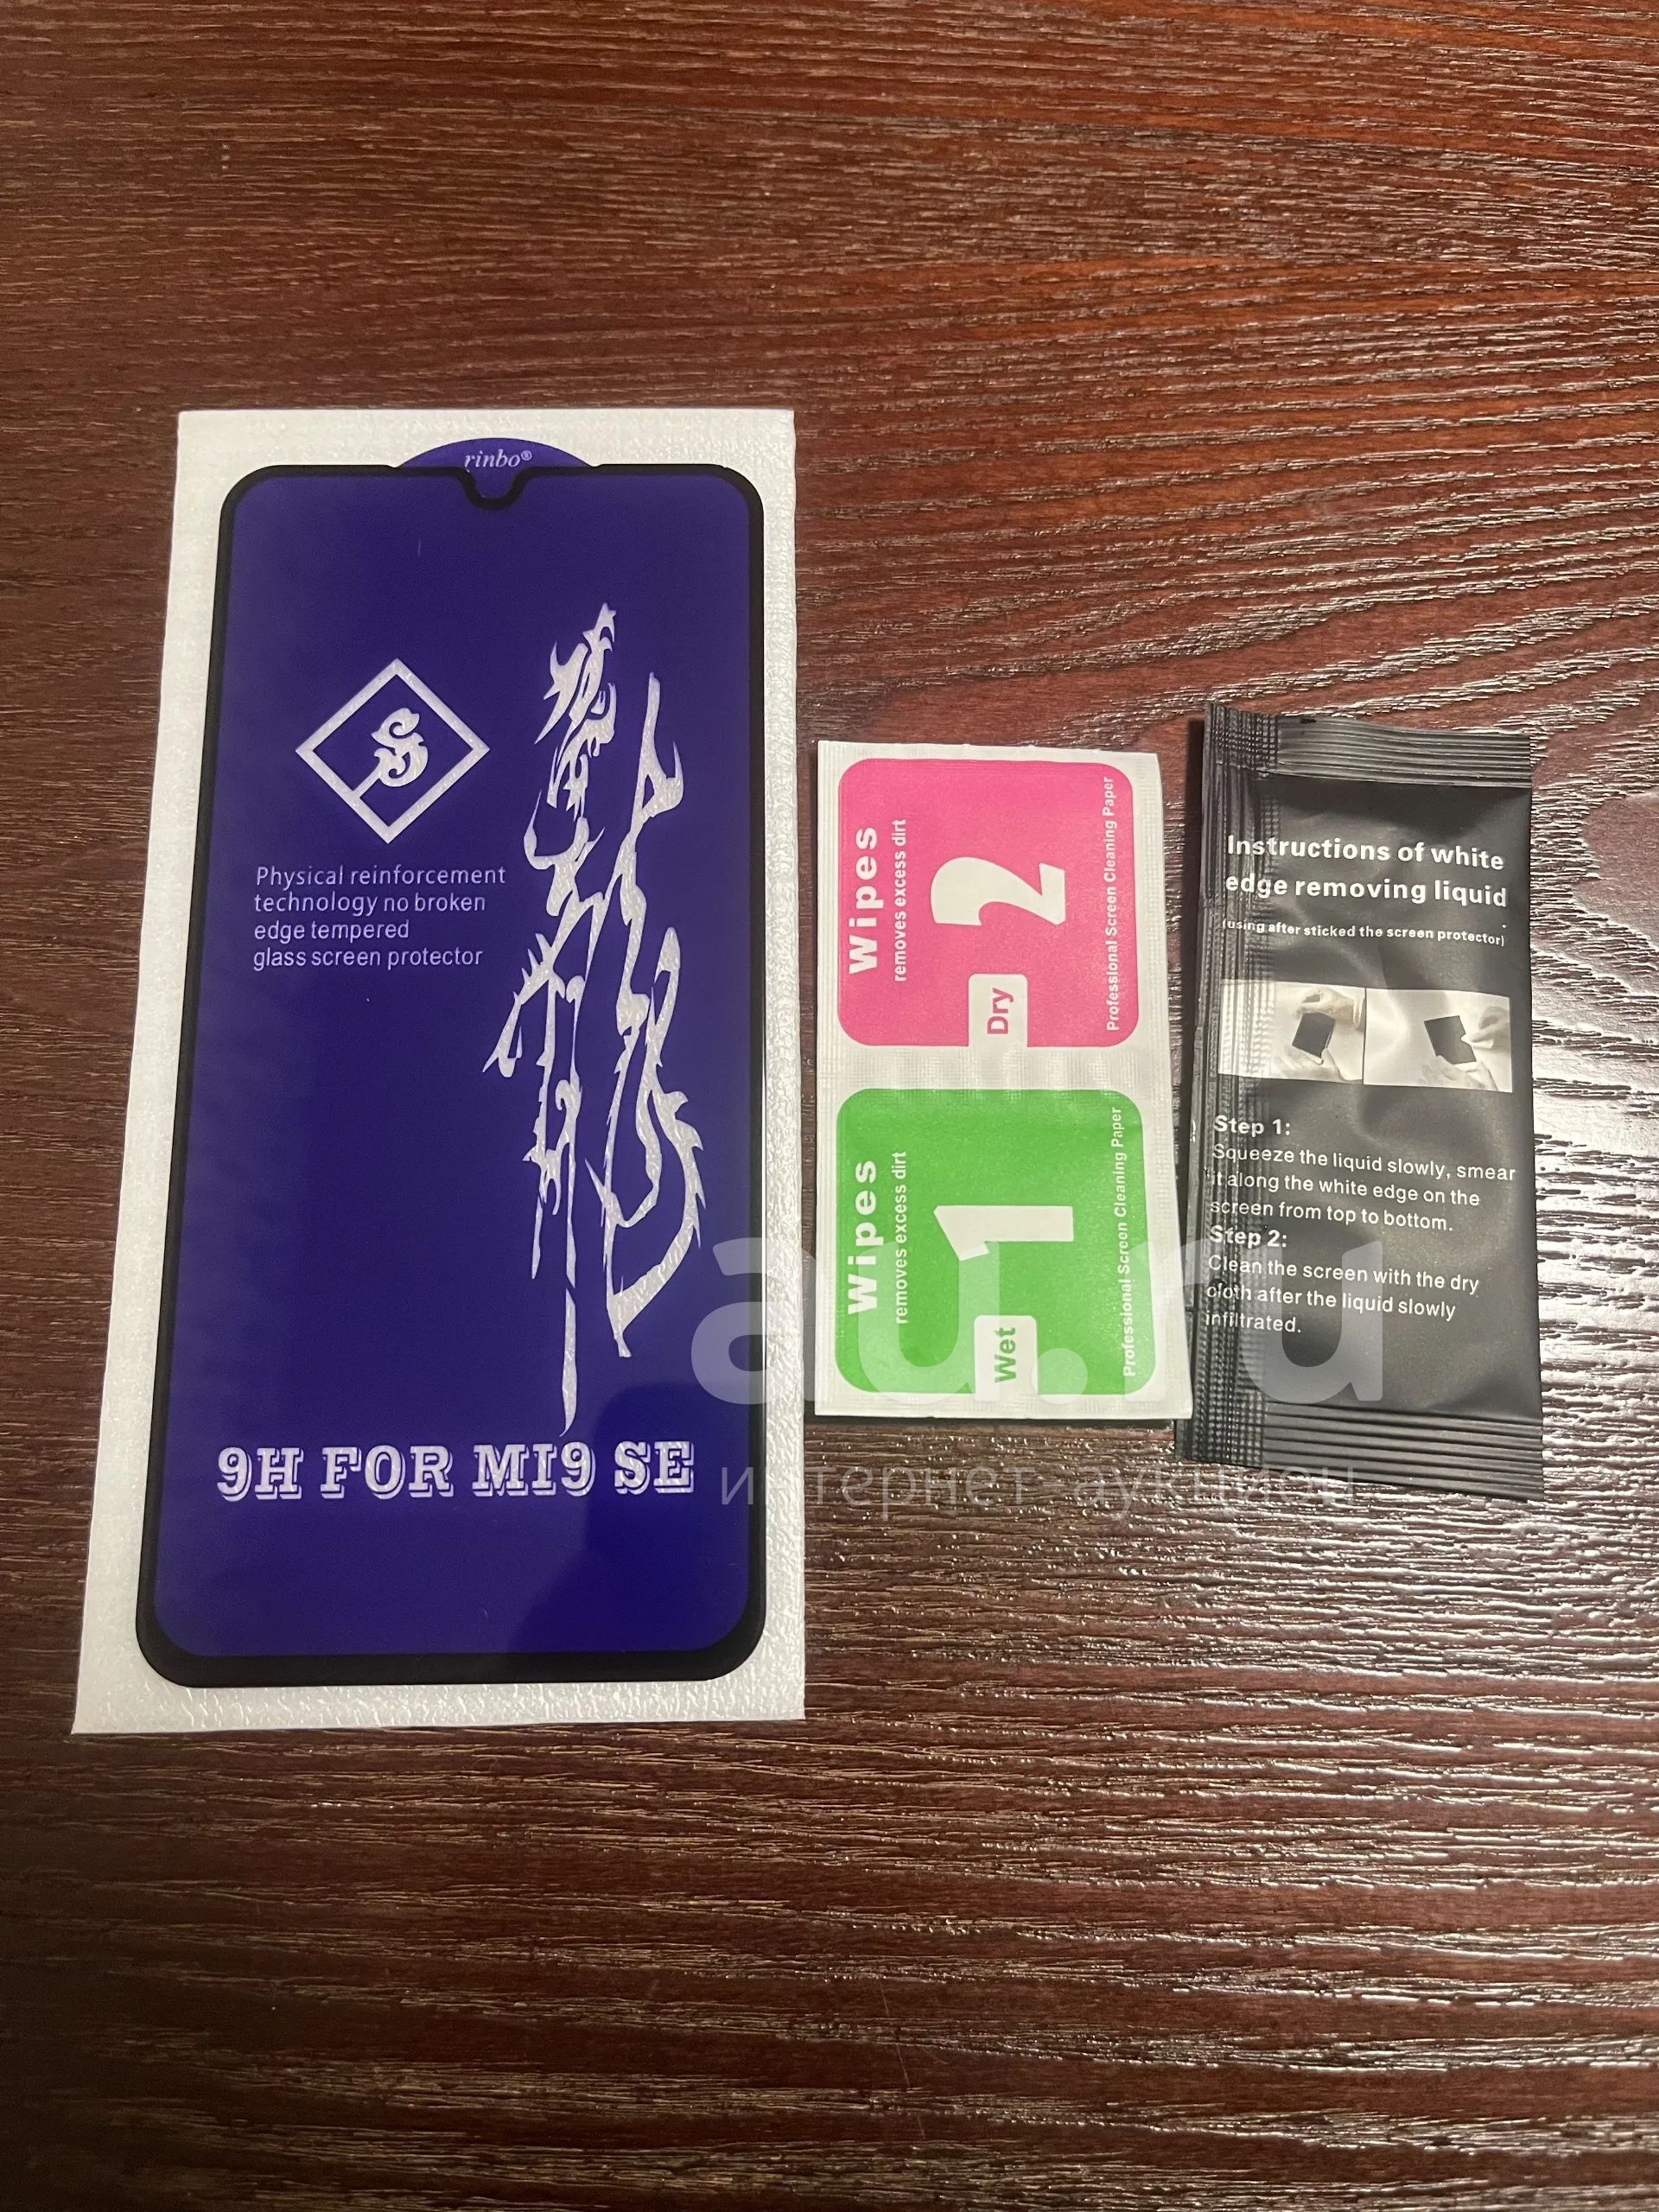 rinbo®
Physical reinforcement
technology no broken
edge tempered
glass screen protector
9H FOR MI9 SE
Wipes
removes excess dirt
2
Dry
Professional Screen Cleaning Paper
Wipes
removes excess dirt
1
Wet
Professional Screen Cleaning Paper
Instructions of white
edge removing liquid
(using after sticked the screen protector)
Step 1:
Squeeze the liquid slowly, smear
it along the white edge on the
screen from top to bottom.
Step 2:
Clean the screen with the dry
cloth after the liquid slowly
infiltrated.
au.ru
интернет-аукцион